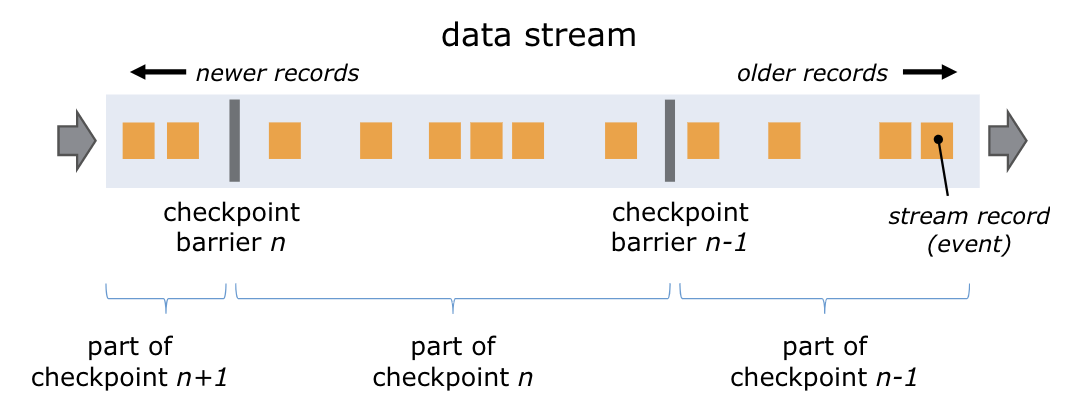 data stream
newer records
older records
checkpoint
barrier n
checkpoint
barrier n-1
stream record
(event)
part of
checkpoint n+1
part of
checkpoint n
part of
checkpoint n-1